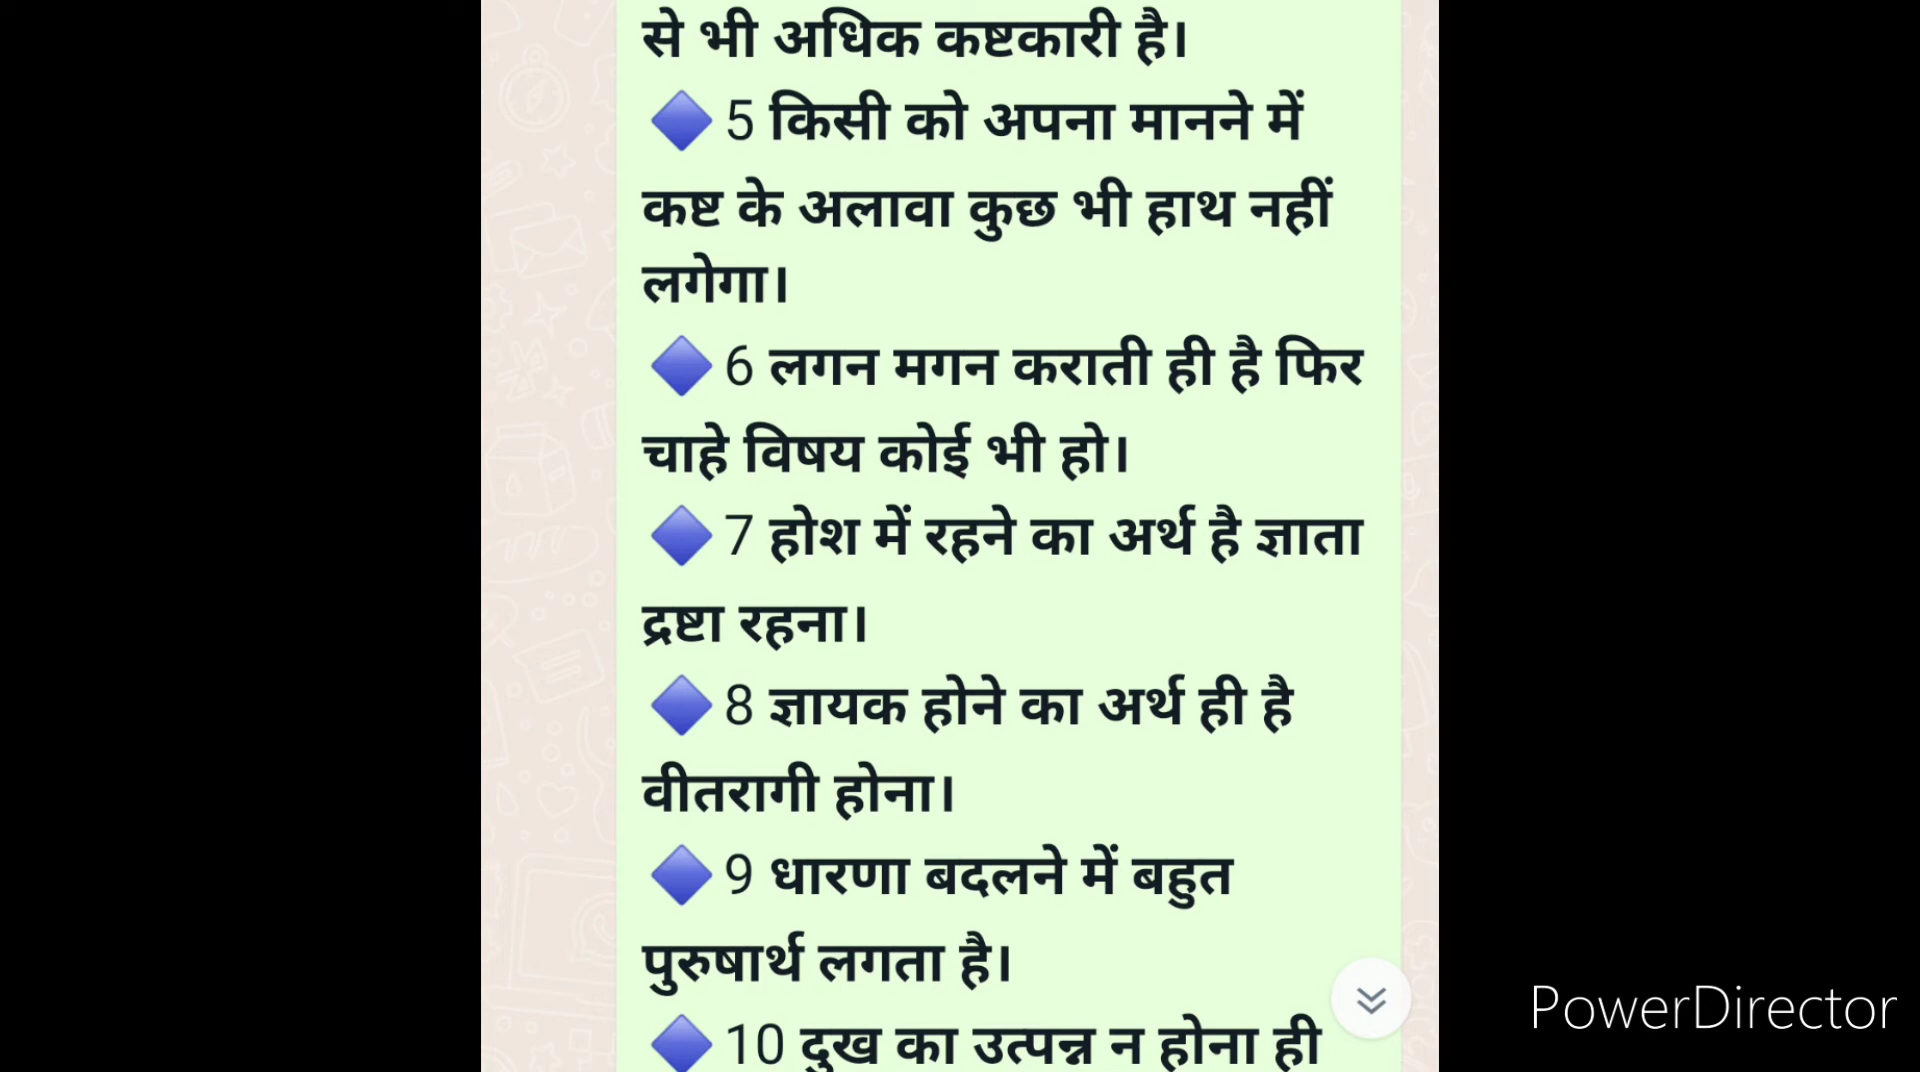 से भी अधिक कष्टकारी है।
🔷 5 किसी को अपना मानने में
कष्ट के अलावा कुछ भी हाथ नहीं
लगेगा।
🔷 6 लगन मगन कराती ही है फिर
चाहे विषय कोई भी हो।
🔷 7 होश में रहने का अर्थ है ज्ञाता
द्रष्टा रहना।
🔷 8 ज्ञायक होने का अर्थ ही है
वीतरागी होना।
🔷 9 धारणा बदलने में बहुत
पुरुषार्थ लगता है।
🔷 10 दुख का उत्पन्न न होना ही
PowerDirector